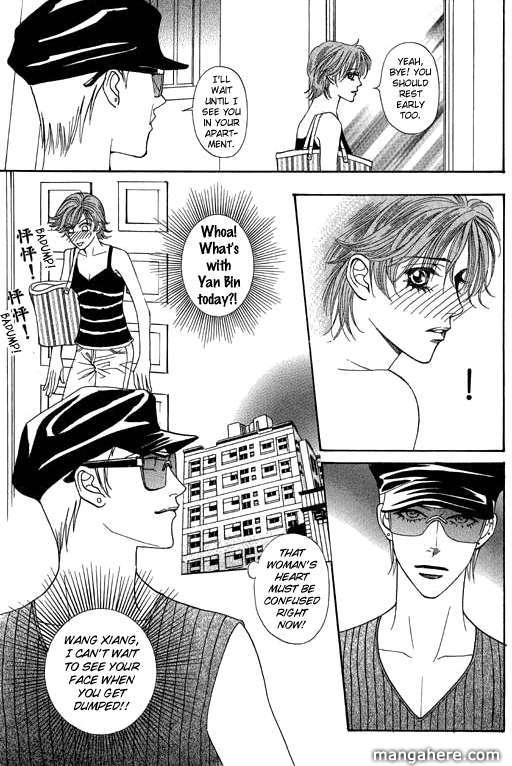 YEAH,
BYE! YOU
SHOULD
REST
EARLY
TOO.
I'LL
WAIT
UNTIL I
SEE YOU
IN YOUR
APART-
MENT.
!
Whoa!
What's
with
Yan Bin
today?!
BADUMP!
怦怦!
BADUMP!
怦怦!
THAT
WOMAN'S
HEART
MUST BE
CONFUSED
RIGHT
NOW!
WANG XIANG,
I CAN'T WAIT
TO SEE YOUR
FACE WHEN
YOU GET
DUMPED!!
mangahere.com